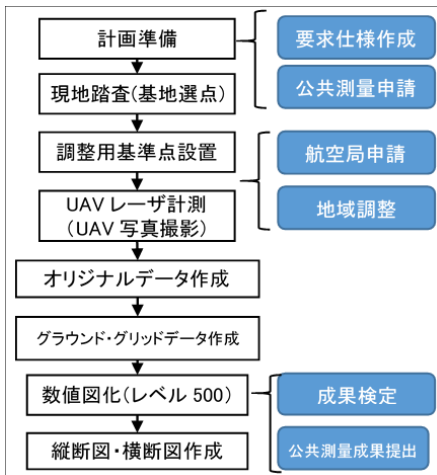 計画準備
要求仕様作成
現地踏査(基地選点)
公共測量申請
調整用基準点設置
航空局申請
UAV レーザ計測
(UAV 写真撮影)
地域調整
オリジナルデータ作成
グラウンド・グリッドデータ作成
数値図化(レベル 500)
成果検定
縦断図・横断図作成
公共測量成果提出